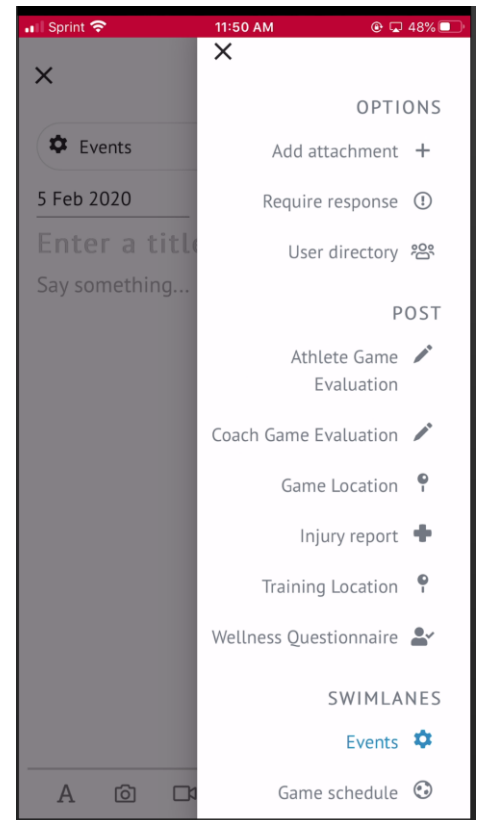 Sprint 11:50 AM 48%
Events
5 Feb 2020
Enter a title
Say something...
A
OPTIONS
Add attachment
Require response
User directory
POST
Athlete Game
Evaluation
Coach Game Evaluation
Game Location
Injury report
Training Location
Wellness Questionnaire
SWIMLANES
Events
Game schedule